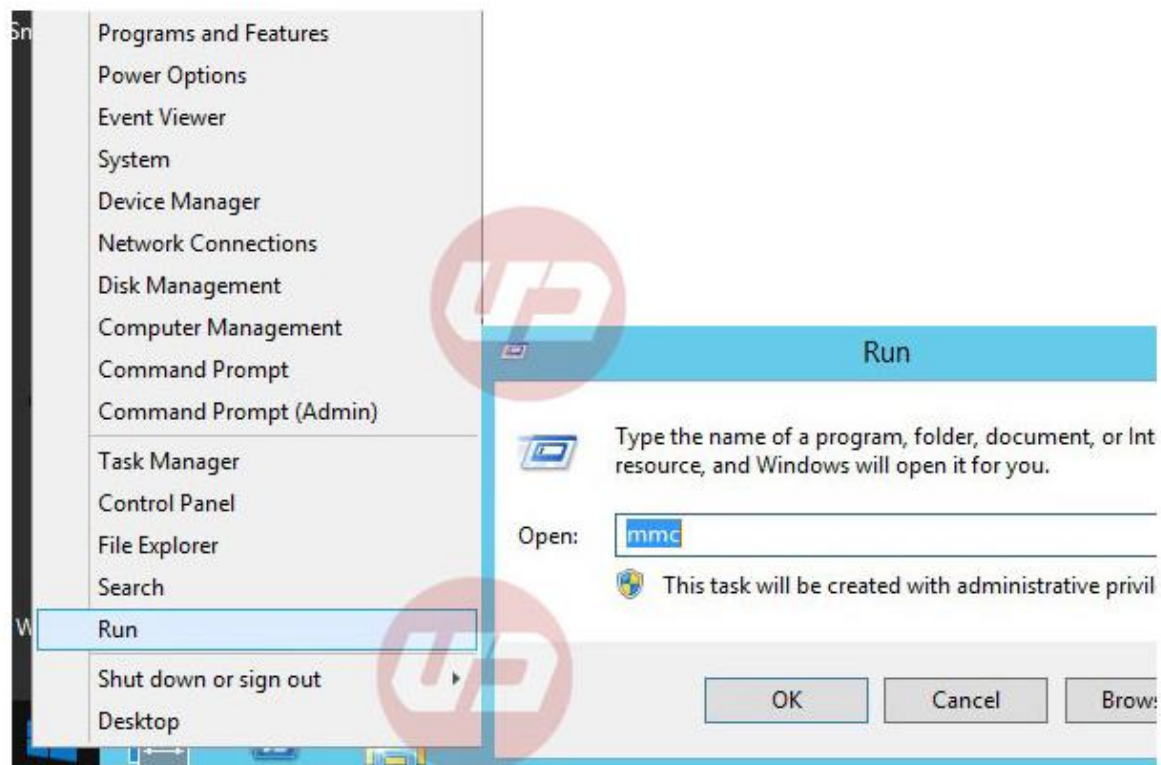 Sn
Programs and Features
Power Options
Event Viewer
System
Device Manager
Network Connections
Disk Management
Computer Management
Command Prompt
Command Prompt (Admin)
Task Manager
Control Panel
File Explorer
Search
W
Run
Shut down or sign out
Desktop
UP
UP
Run
Type the name of a program, folder, document, or Int
resource, and Windows will open it for you.
Open: mmc
This task will be created with administrative privil
OK Cancel Brow